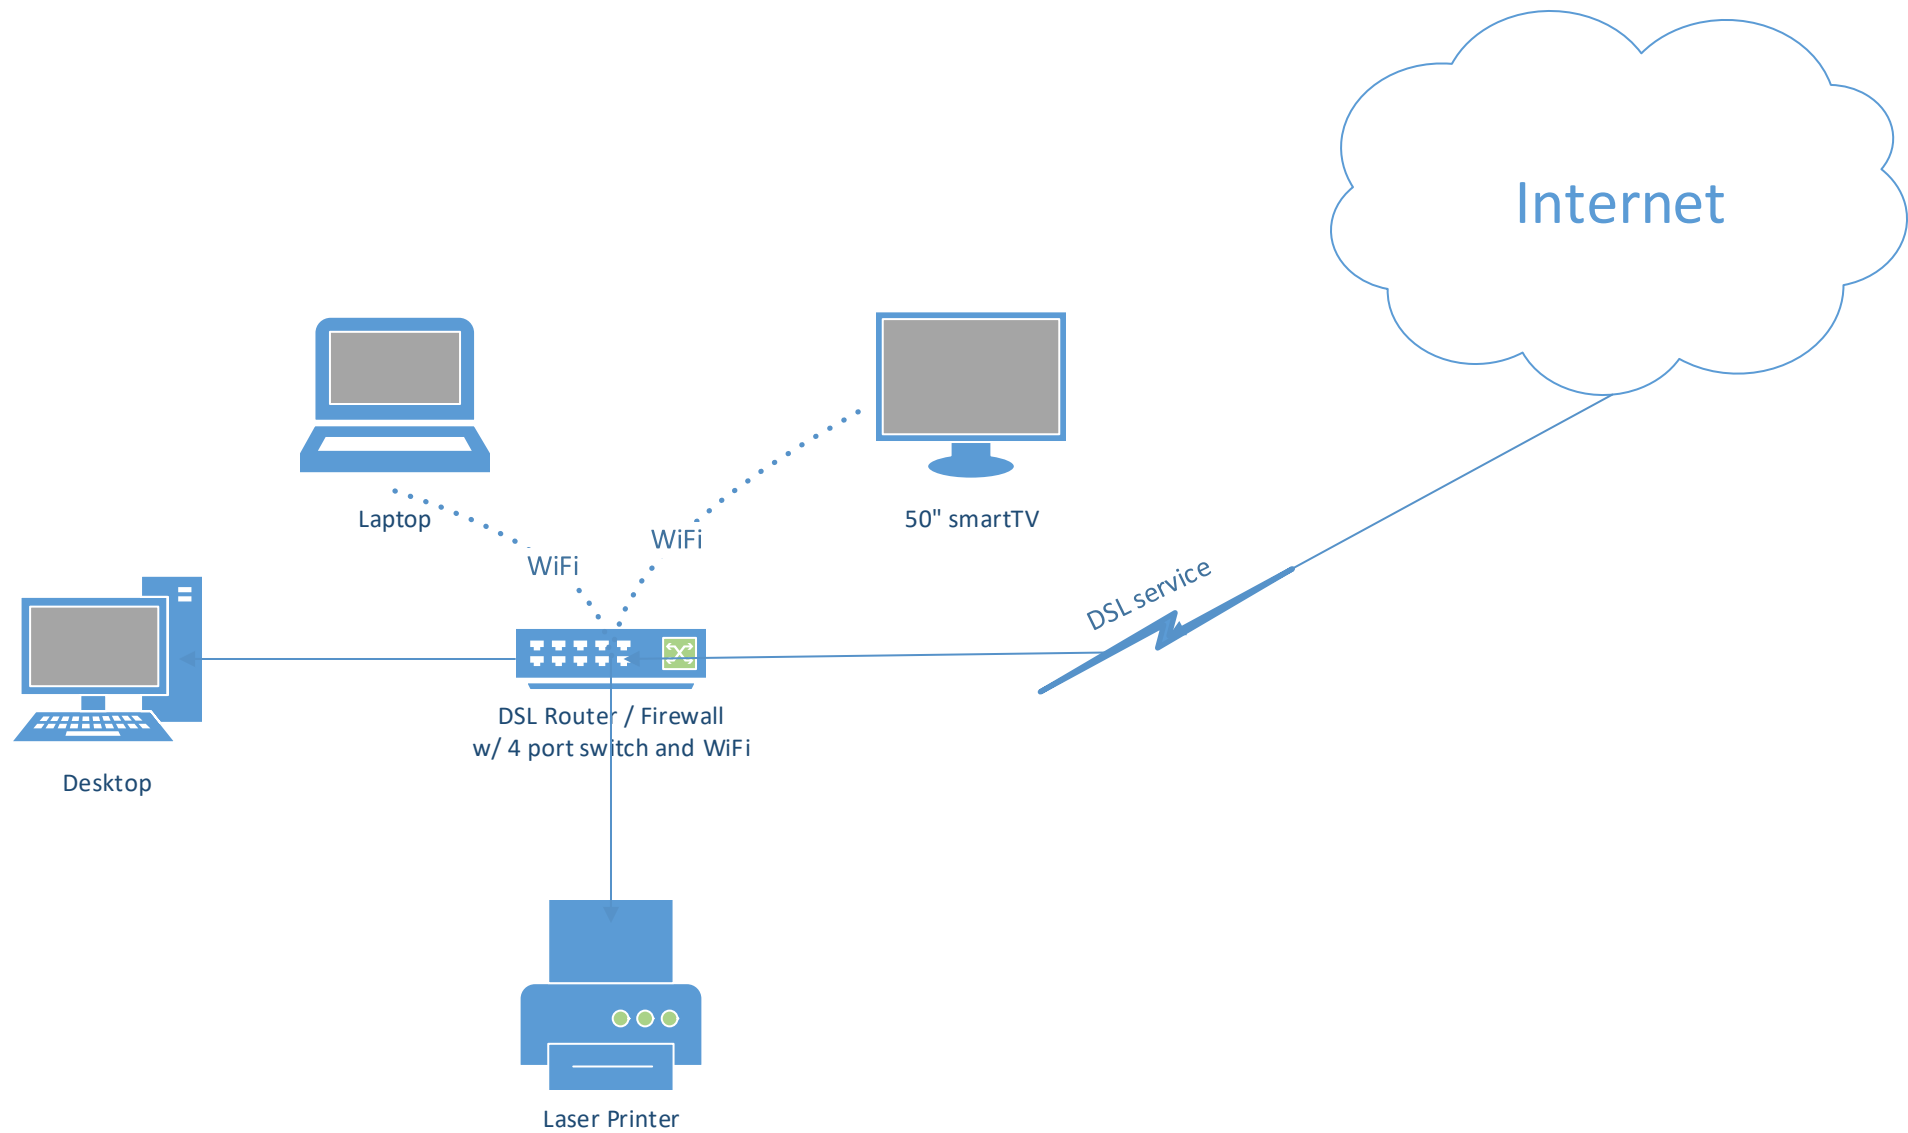 Internet
Laptop
50" smartTV
WiFi
WiFi
DSL service
DSL Router / Firewall
w/ 4 port switch and WiFi
Desktop
Laser Printer